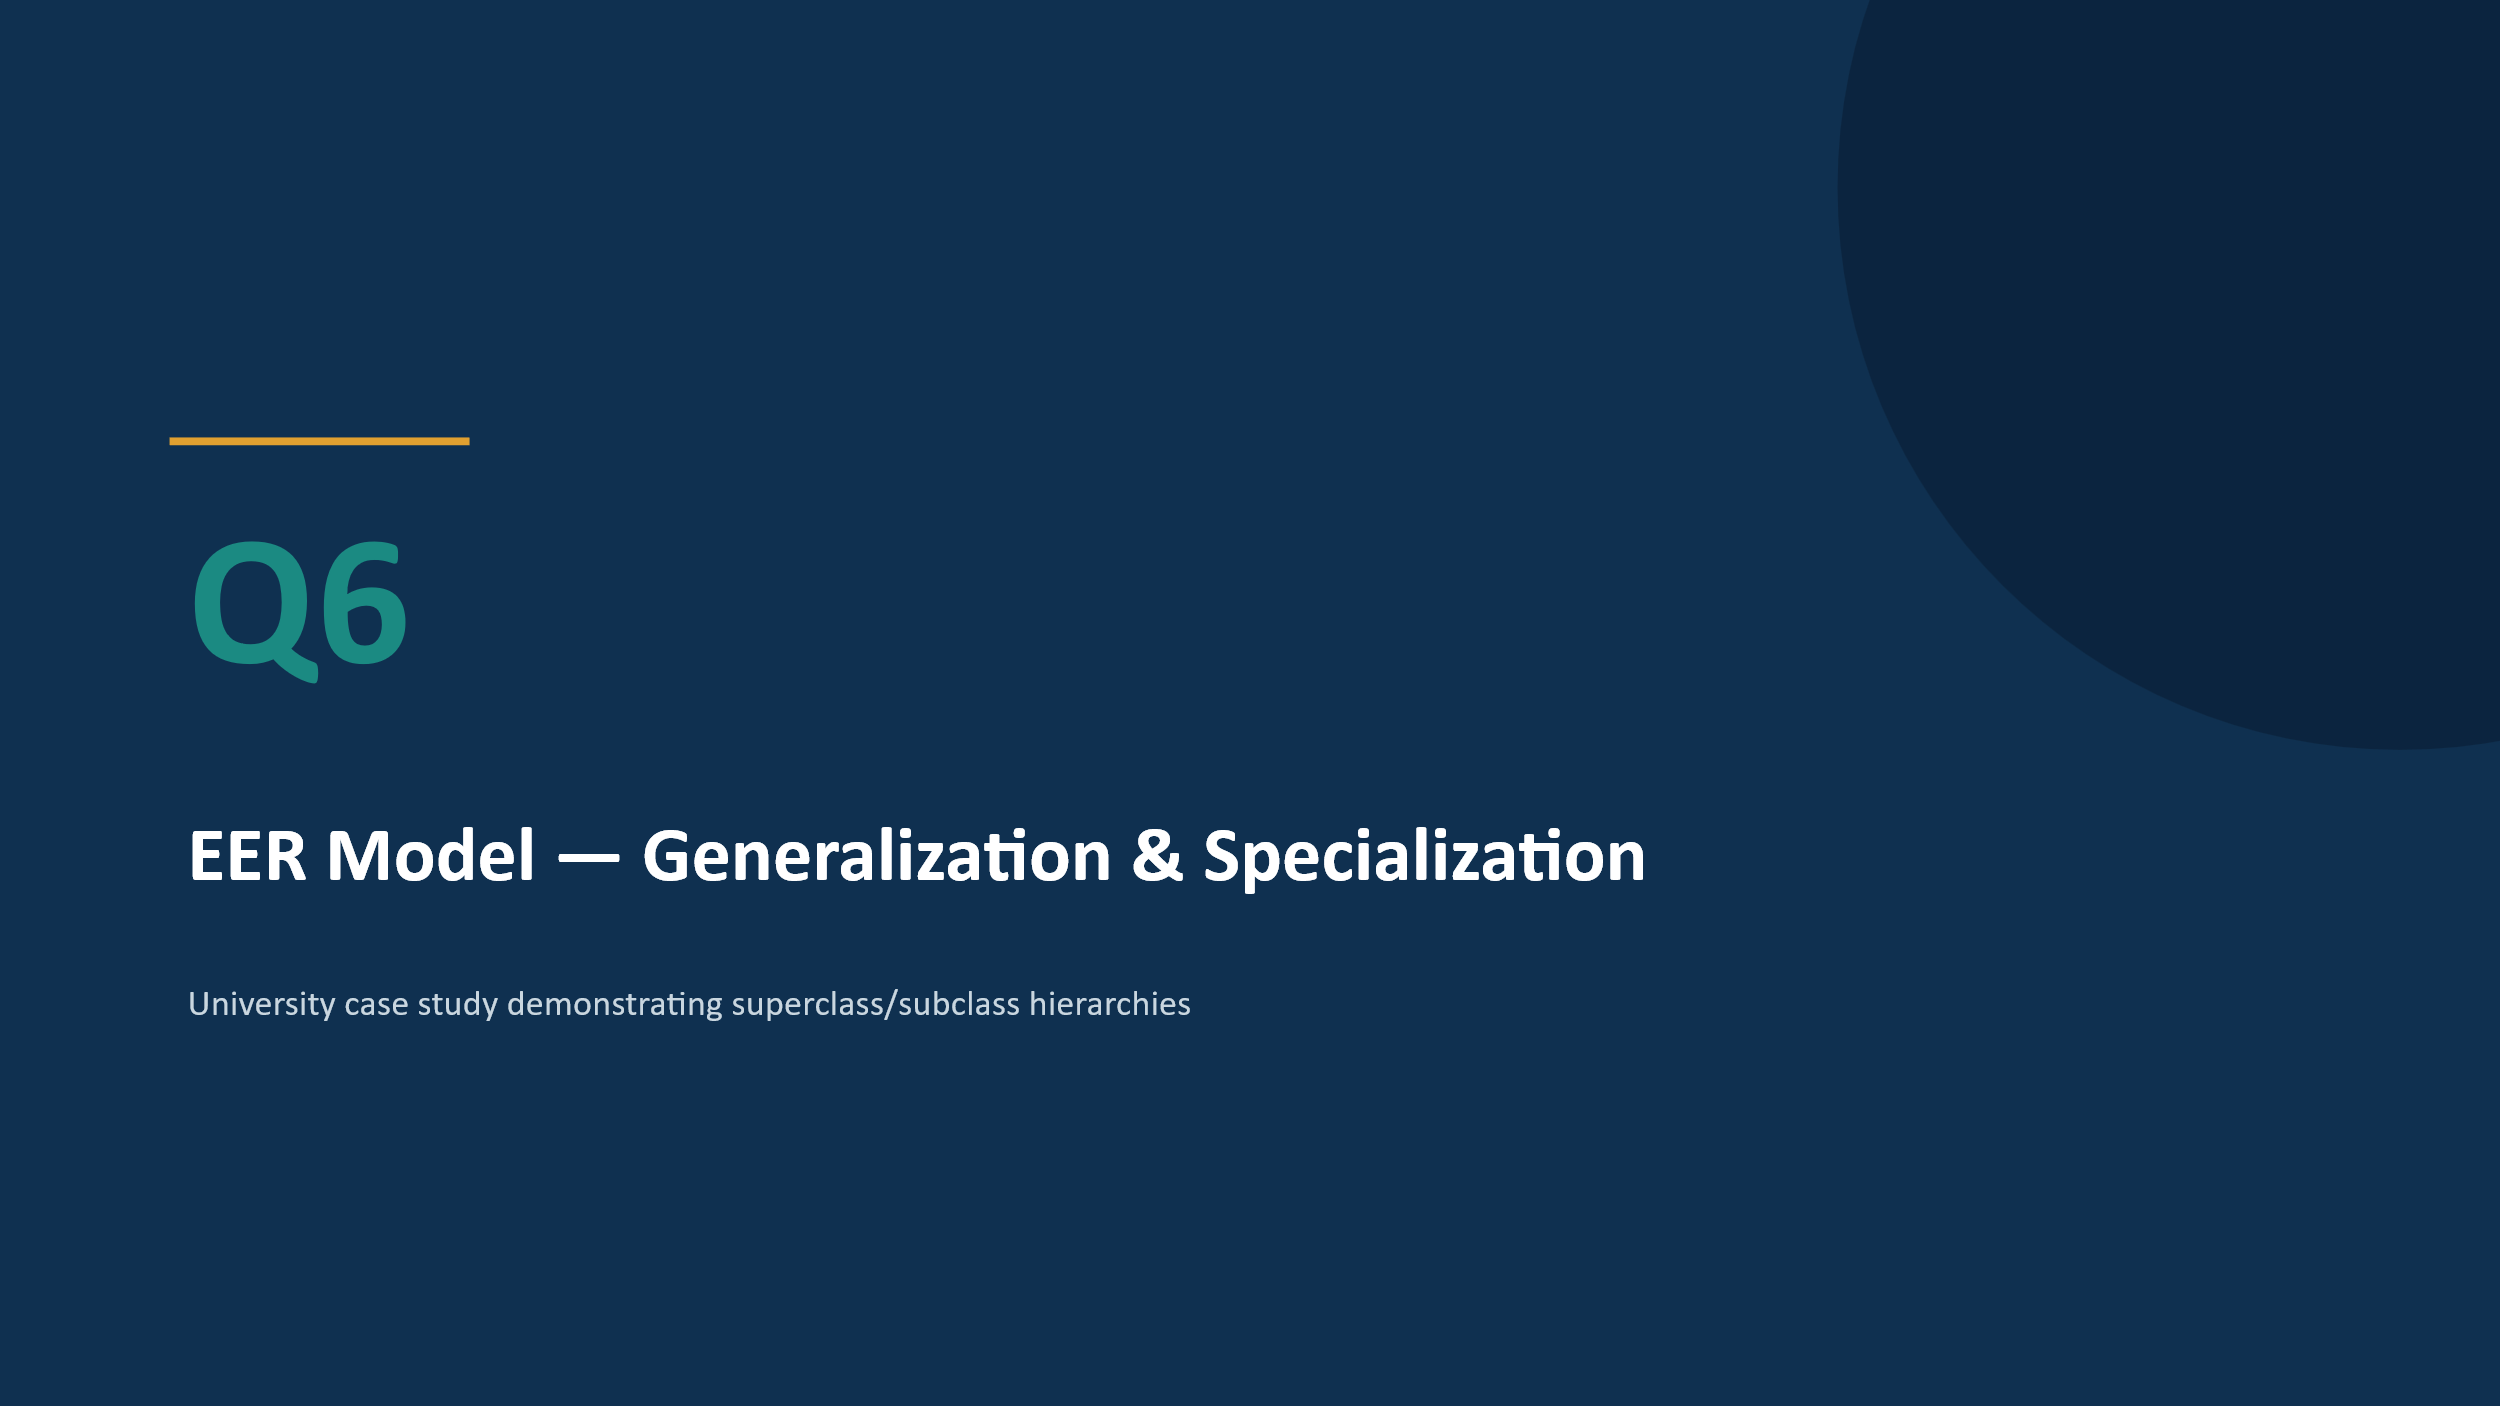 Q6
EER Model — Generalization & Specialization
University case study demonstrating superclass/subclass hierarchies